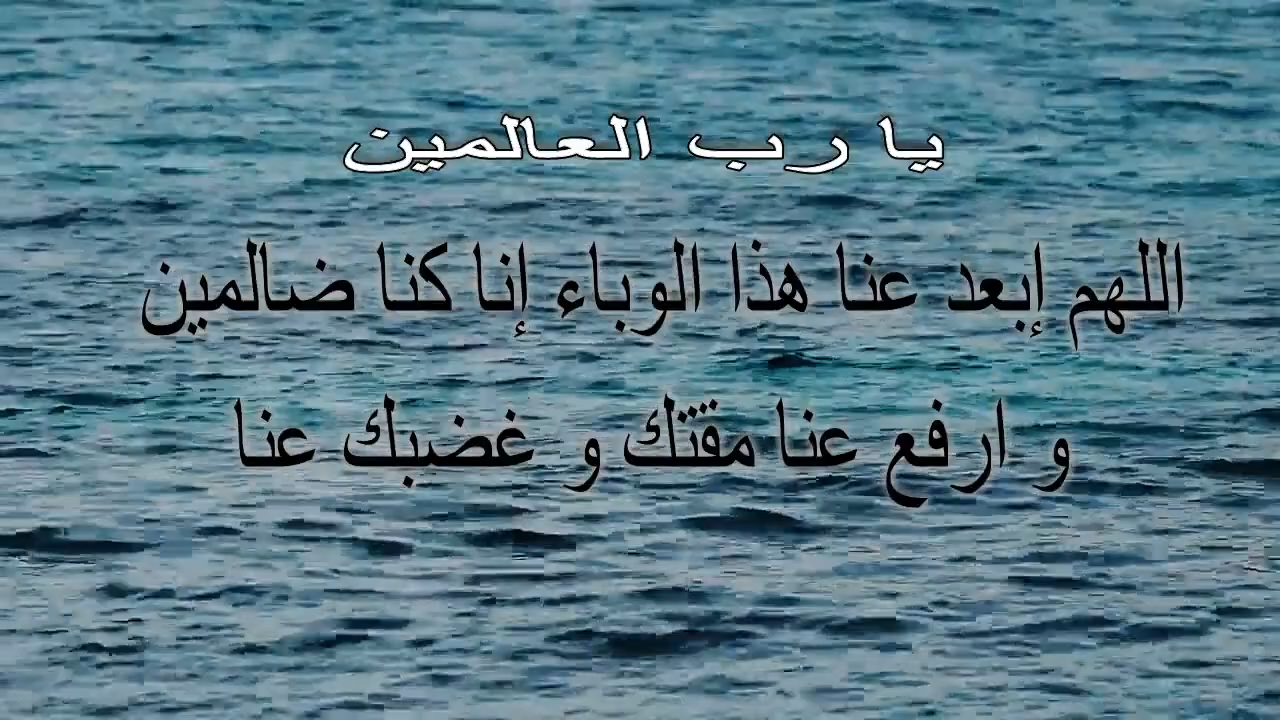 يا رب العالمين
اللهم إبعد عنا هذا الوباء إنا كنا ضالمين
و ارفع عنا مقتك و غضبك عنا